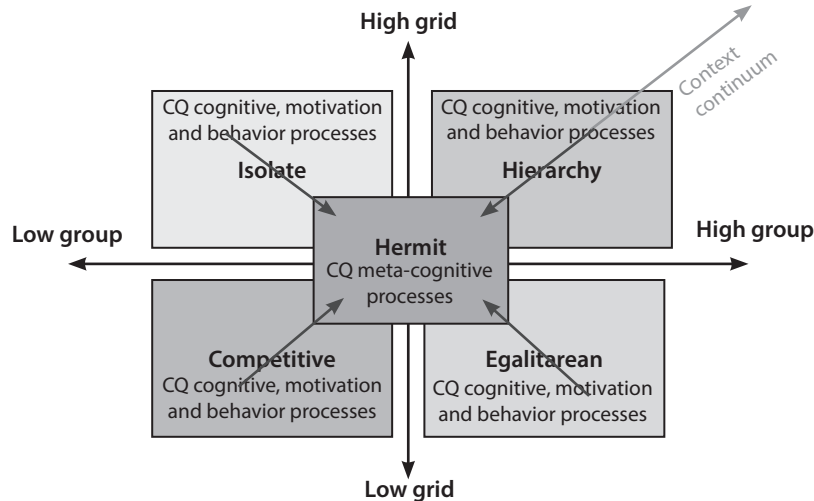 High grid
Context
continuum
CQ cognitive, motivation
and behavior processes
Isolate
CQ cognitive, motivation
and behavior processes
Hierarchy
Low group
High group
Hermit
CQ meta-cognitive
processes
Competitive
CQ cognitive, motivation
and behavior processes
Egalitarean
CQ cognitive, motivation
and behavior processes
Low grid